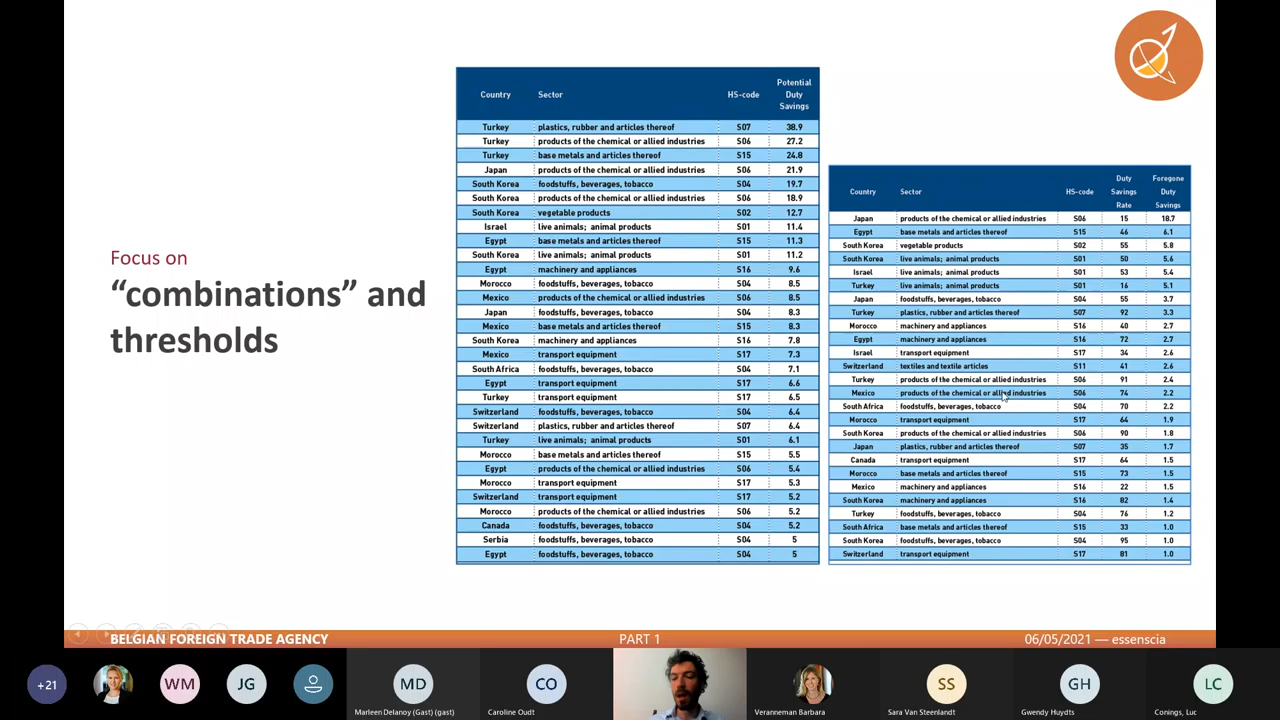 Focus on
“combinations” and
thresholds
Country Sector HS-code Potential Duty Savings
Turkey plastics, rubber and articles thereof S07 38.9
Turkey products of the chemical or allied industries S06 27.2
Turkey base metals and articles thereof S15 24.8
Japan products of the chemical or allied industries S06 21.9
South Korea foodstuffs, beverages, tobacco S04 19.7
South Korea products of the chemical or allied industries S06 18.9
South Korea vegetable products S02 12.7
Israel live animals; animal products S01 11.4
Egypt base metals and articles thereof S15 11.3
South Korea live animals; animal products S01 11.2
Egypt machinery and appliances S16 9.6
Morocco foodstuffs, beverages, tobacco S04 8.5
Mexico products of the chemical or allied industries S06 8.5
Japan foodstuffs, beverages, tobacco S04 8.3
Mexico base metals and articles thereof S15 8.3
South Korea machinery and appliances S16 7.8
Mexico transport equipment S17 7.3
South Africa foodstuffs, beverages, tobacco S04 7.1
Egypt transport equipment S17 6.6
Turkey transport equipment S17 6.5
Switzerland foodstuffs, beverages, tobacco S04 6.4
Switzerland plastics, rubber and articles thereof S07 6.4
Turkey live animals; animal products S01 6.1
Morocco base metals and articles thereof S15 5.5
Egypt products of the chemical or allied industries S06 5.4
Morocco transport equipment S17 5.3
Switzerland transport equipment S17 5.2
Morocco products of the chemical or allied industries S06 5.2
Canada foodstuffs, beverages, tobacco S04 5.2
Serbia foodstuffs, beverages, tobacco S04 5
Egypt foodstuffs, beverages, tobacco S04 5
Country Sector HS-code Duty Savings Rate Foregone Duty Savings
Japan products of the chemical or allied industries S06 15 18.7
Egypt base metals and articles thereof S15 46 6.1
South Korea vegetable products S02 55 5.8
South Korea live animals; animal products S01 50 5.6
Israel live animals; animal products S01 53 5.4
Turkey live animals; animal products S01 16 5.1
Japan foodstuffs, beverages, tobacco S04 55 3.7
Turkey plastics, rubber and articles thereof S07 92 3.3
Morocco machinery and appliances S16 40 2.7
Egypt machinery and appliances S16 72 2.7
Israel transport equipment S17 34 2.6
Switzerland textiles and textile articles S11 41 2.6
Turkey products of the chemical or allied industries S06 91 2.4
Mexico products of the chemical or allied industries S06 74 2.2
South Africa foodstuffs, beverages, tobacco S04 70 2.2
Morocco transport equipment S17 64 1.9
South Korea products of the chemical or allied industries S06 90 1.8
Japan plastics, rubber and articles thereof S07 35 1.7
Canada transport equipment S17 64 1.5
Morocco base metals and articles thereof S15 73 1.5
Mexico machinery and appliances S16 22 1.5
South Korea machinery and appliances S16 82 1.4
Turkey foodstuffs, beverages, tobacco S04 76 1.2
South Africa base metals and articles thereof S15 33 1.0
South Korea foodstuffs, beverages, tobacco S04 95 1.0
Switzerland transport equipment S17 81 1.0
BELGIAN FOREIGN TRADE AGENCY PART 1 06/05/2021 — essenscia
+21 WM JG MD CO SS GH LC
Marleen Delanoy (Gast) (gast) Caroline Oudt Veranneman Barbara Sara Van Steenlandt Gwendy Huydts Conings, Luc